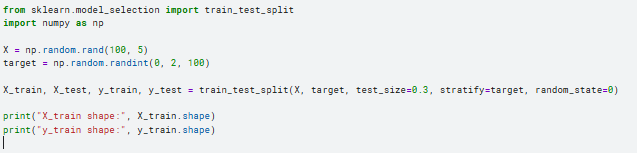 from sklearn.model_selection import train_test_split
import numpy as np
X = np.random.rand(100, 5)
target = np.random.randint(0, 2, 100)
X_train, X_test, y_train, y_test = train_test_split(X, target, test_size=0.3, stratify=target, random_state=0)
print("X_train shape:", X_train.shape)
print("y_train shape:", y_train.shape)